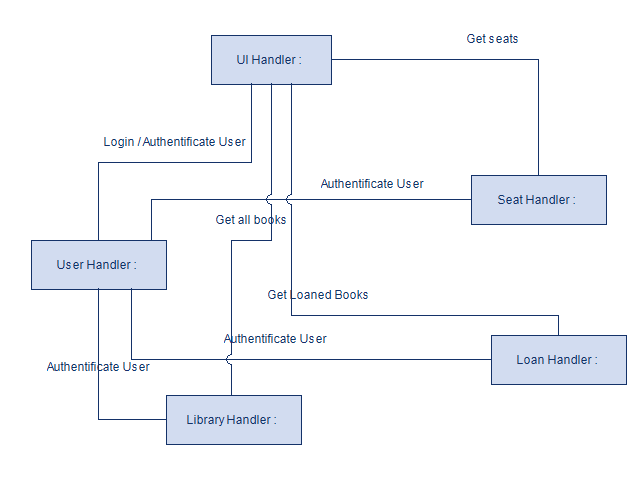 Get seats
UI Handler :
Login / Authentificate User
Authentificate User
Seat Handler :
Get all books
User Handler :
Get Loaned Books
Authentificate User
Loan Handler :
Authentificate User
Library Handler :